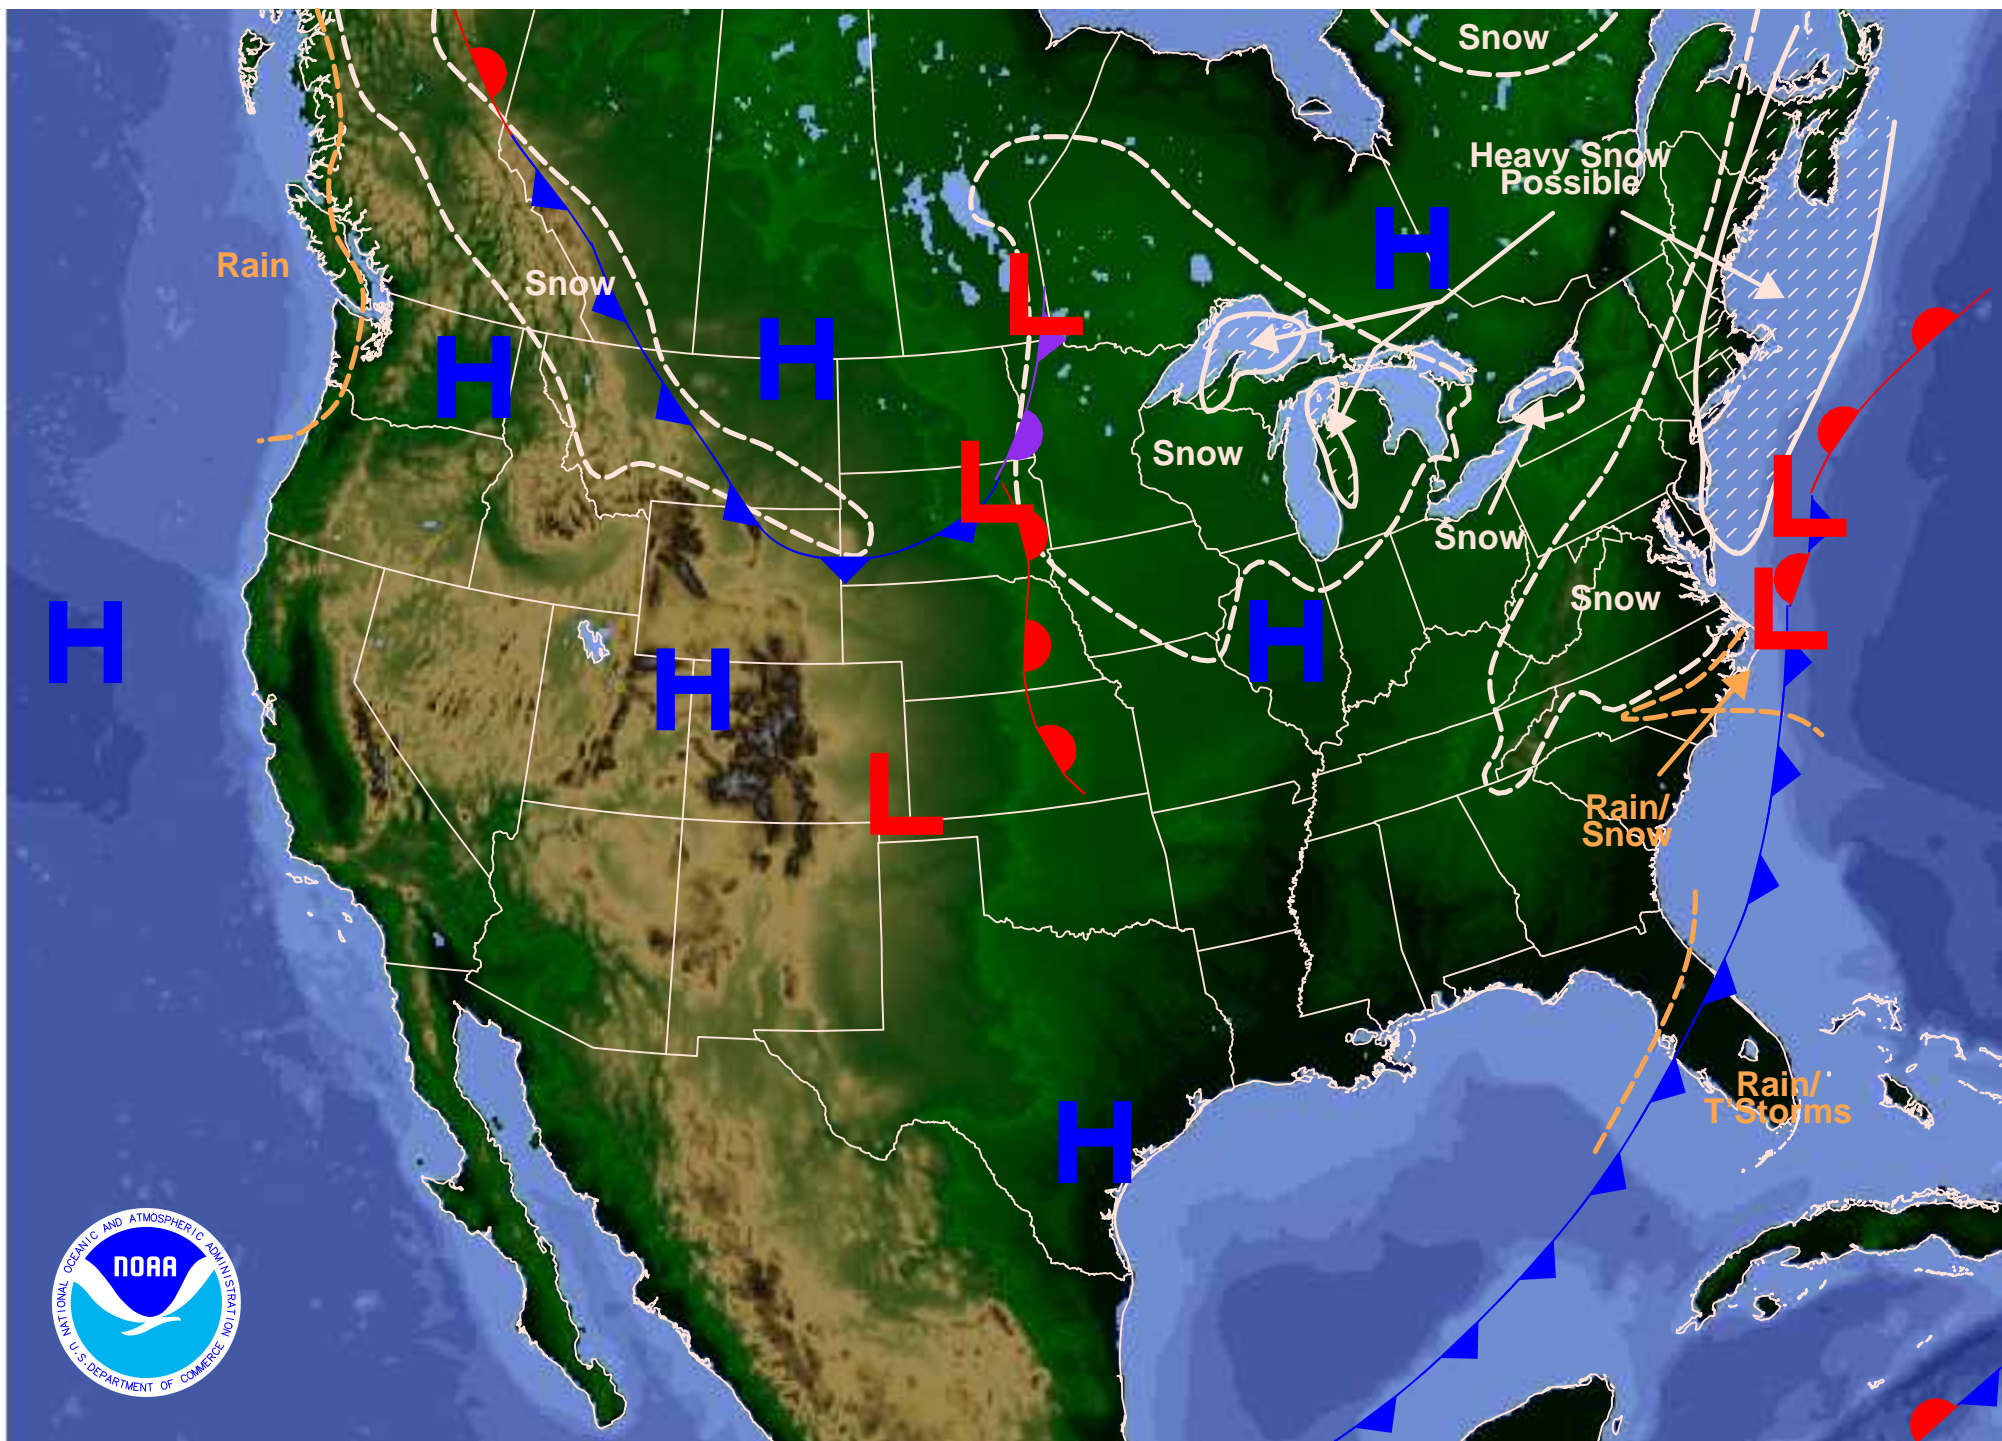 Snow
Heavy Snow
Possible
H
Rain
Snow
L
H
H
Snow
L
L
Snow
H
H
Snow
L
H
L
Rain/
Snow
Rain/
T'Storms
H
NATIONAL OCEANIC AND ATMOSPHERIC ADMINISTRATION
NOAA
U.S. DEPARTMENT OF COMMERCE